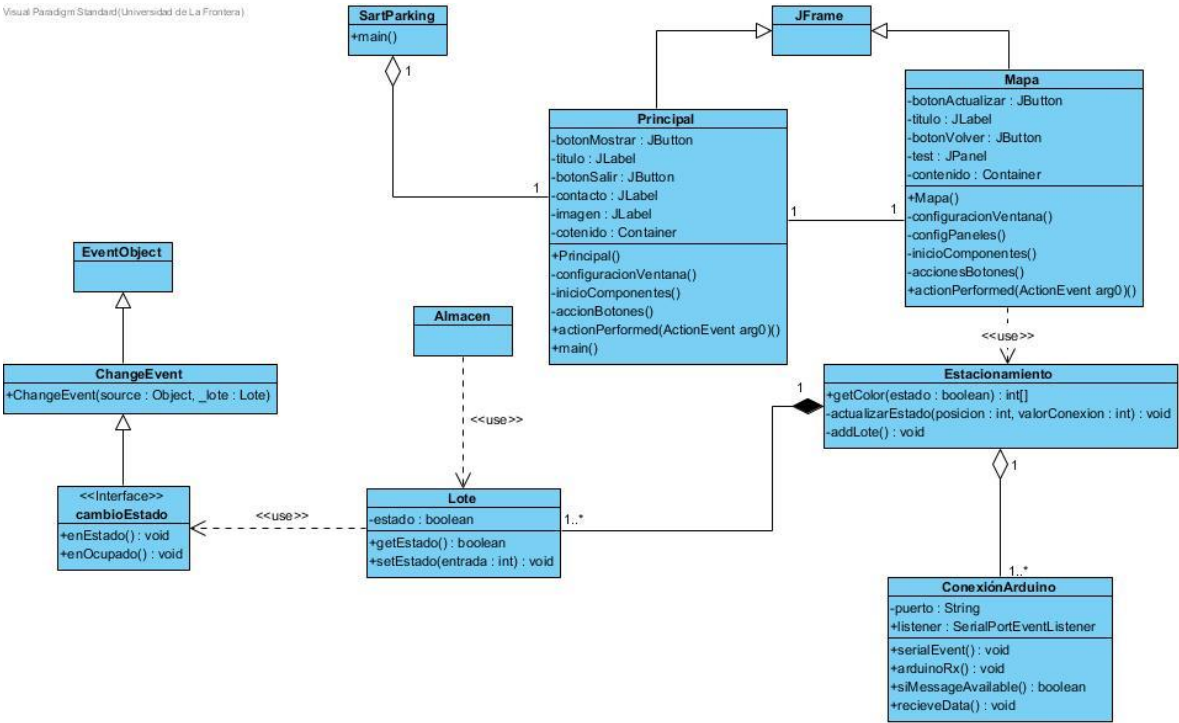 Visual Paradigm Standard(Universidad de La Frontera)
SartParking
+main()
1
1
JFrame
Principal
-botonMostrar : JButton
-titulo : JLabel
-botonSalir : JButton
-contacto : JLabel
-imagen : JLabel
-cotenido : Container
+Principal()
-configuracionVentana()
-inicioComponentes()
-accionBotones()
+actionPerformed(ActionEvent arg0)()
+main()
1
1
Mapa
-botonActualizar : JButton
-titulo : JLabel
-botonVolver : JButton
-test : JPanel
-contenido : Container
+Mapa()
-configuracionVentana()
-configPaneles()
-inicioComponentes()
-accionesBotones()
+actionPerformed(ActionEvent arg0)()
<<use>>
EventObject
ChangeEvent
+ChangeEvent(source : Object, _lote : Lote)
<<Interface>>
cambioEstado
+enEstado() : void
+enOcupado() : void
<<use>>
Almacen
<<use>>
Lote
-estado : boolean
+getEstado() : boolean
+setEstado(entrada : int) : void
1..*
1
Estacionamiento
+getColor(estado : boolean) : int[]
-actualizarEstado(posicion : int, valorConexion : int) : void
-addLote() : void
1
1..*
ConexiónArduino
-puerto : String
+listener : SerialPortEventListener
+serialEvent() : void
+arduinoRx() : void
+siMessageAvailable() : boolean
+recieveData() : void